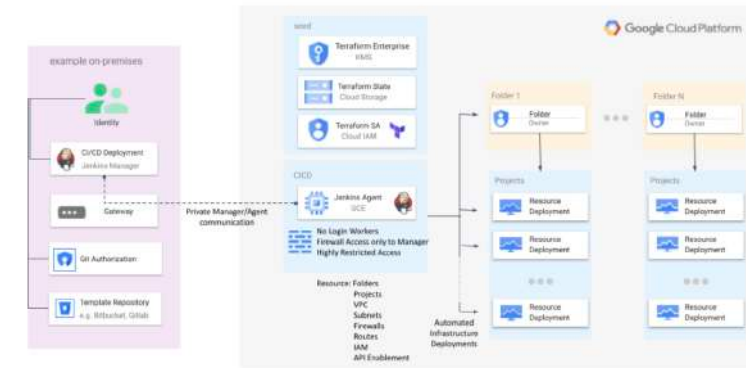 Google Cloud Platform
example on-premises
Identity
CI/CD Deployment
Jenkins Manager
Gateway
Git Authorization
Template Repository
e.g. Bitbucket, Gitlab
Private Manager/Agent
communication
seed
Terraform Enterprise
KMS
Terraform State
Cloud Storage
Terraform SA
Cloud IAM
CICD
Jenkins Agent
GCE
No Login Workers
Firewall Access only to Manager
Highly Restricted Access
Resource: Folders
Projects
VPC
Subnets
Firewalls
Routes
IAM
API Enablement
Automated
Infrastructure
Deployments
Folder 1
Folder
Owner
Projects
Resource
Deployment
Resource
Deployment
Resource
Deployment
Folder N
Folder
Owner
Projects
Resource
Deployment
Resource
Deployment
Resource
Deployment